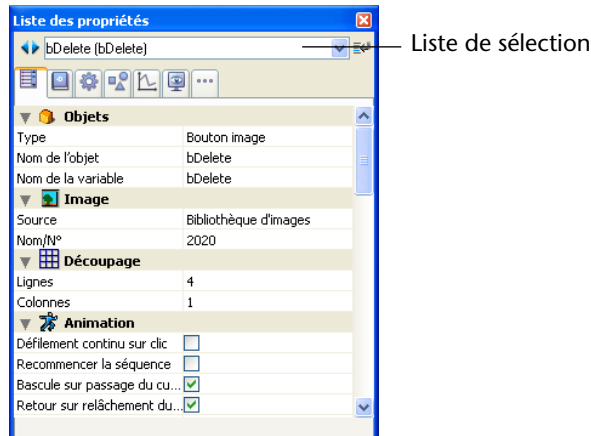 Liste des propriétés
bDelete (bDelete)
Liste de sélection
Objets
Type Bouton image
Nom de l'objet bDelete
Nom de la variable bDelete
Image
Source Bibliothèque d'images
Nom/N° 2020
Découpage
Lignes 4
Colonnes 1
Animation
Défilement continu sur clic
Recommencer la séquence
Bascule sur passage du cu...
Retour sur relâchement du...